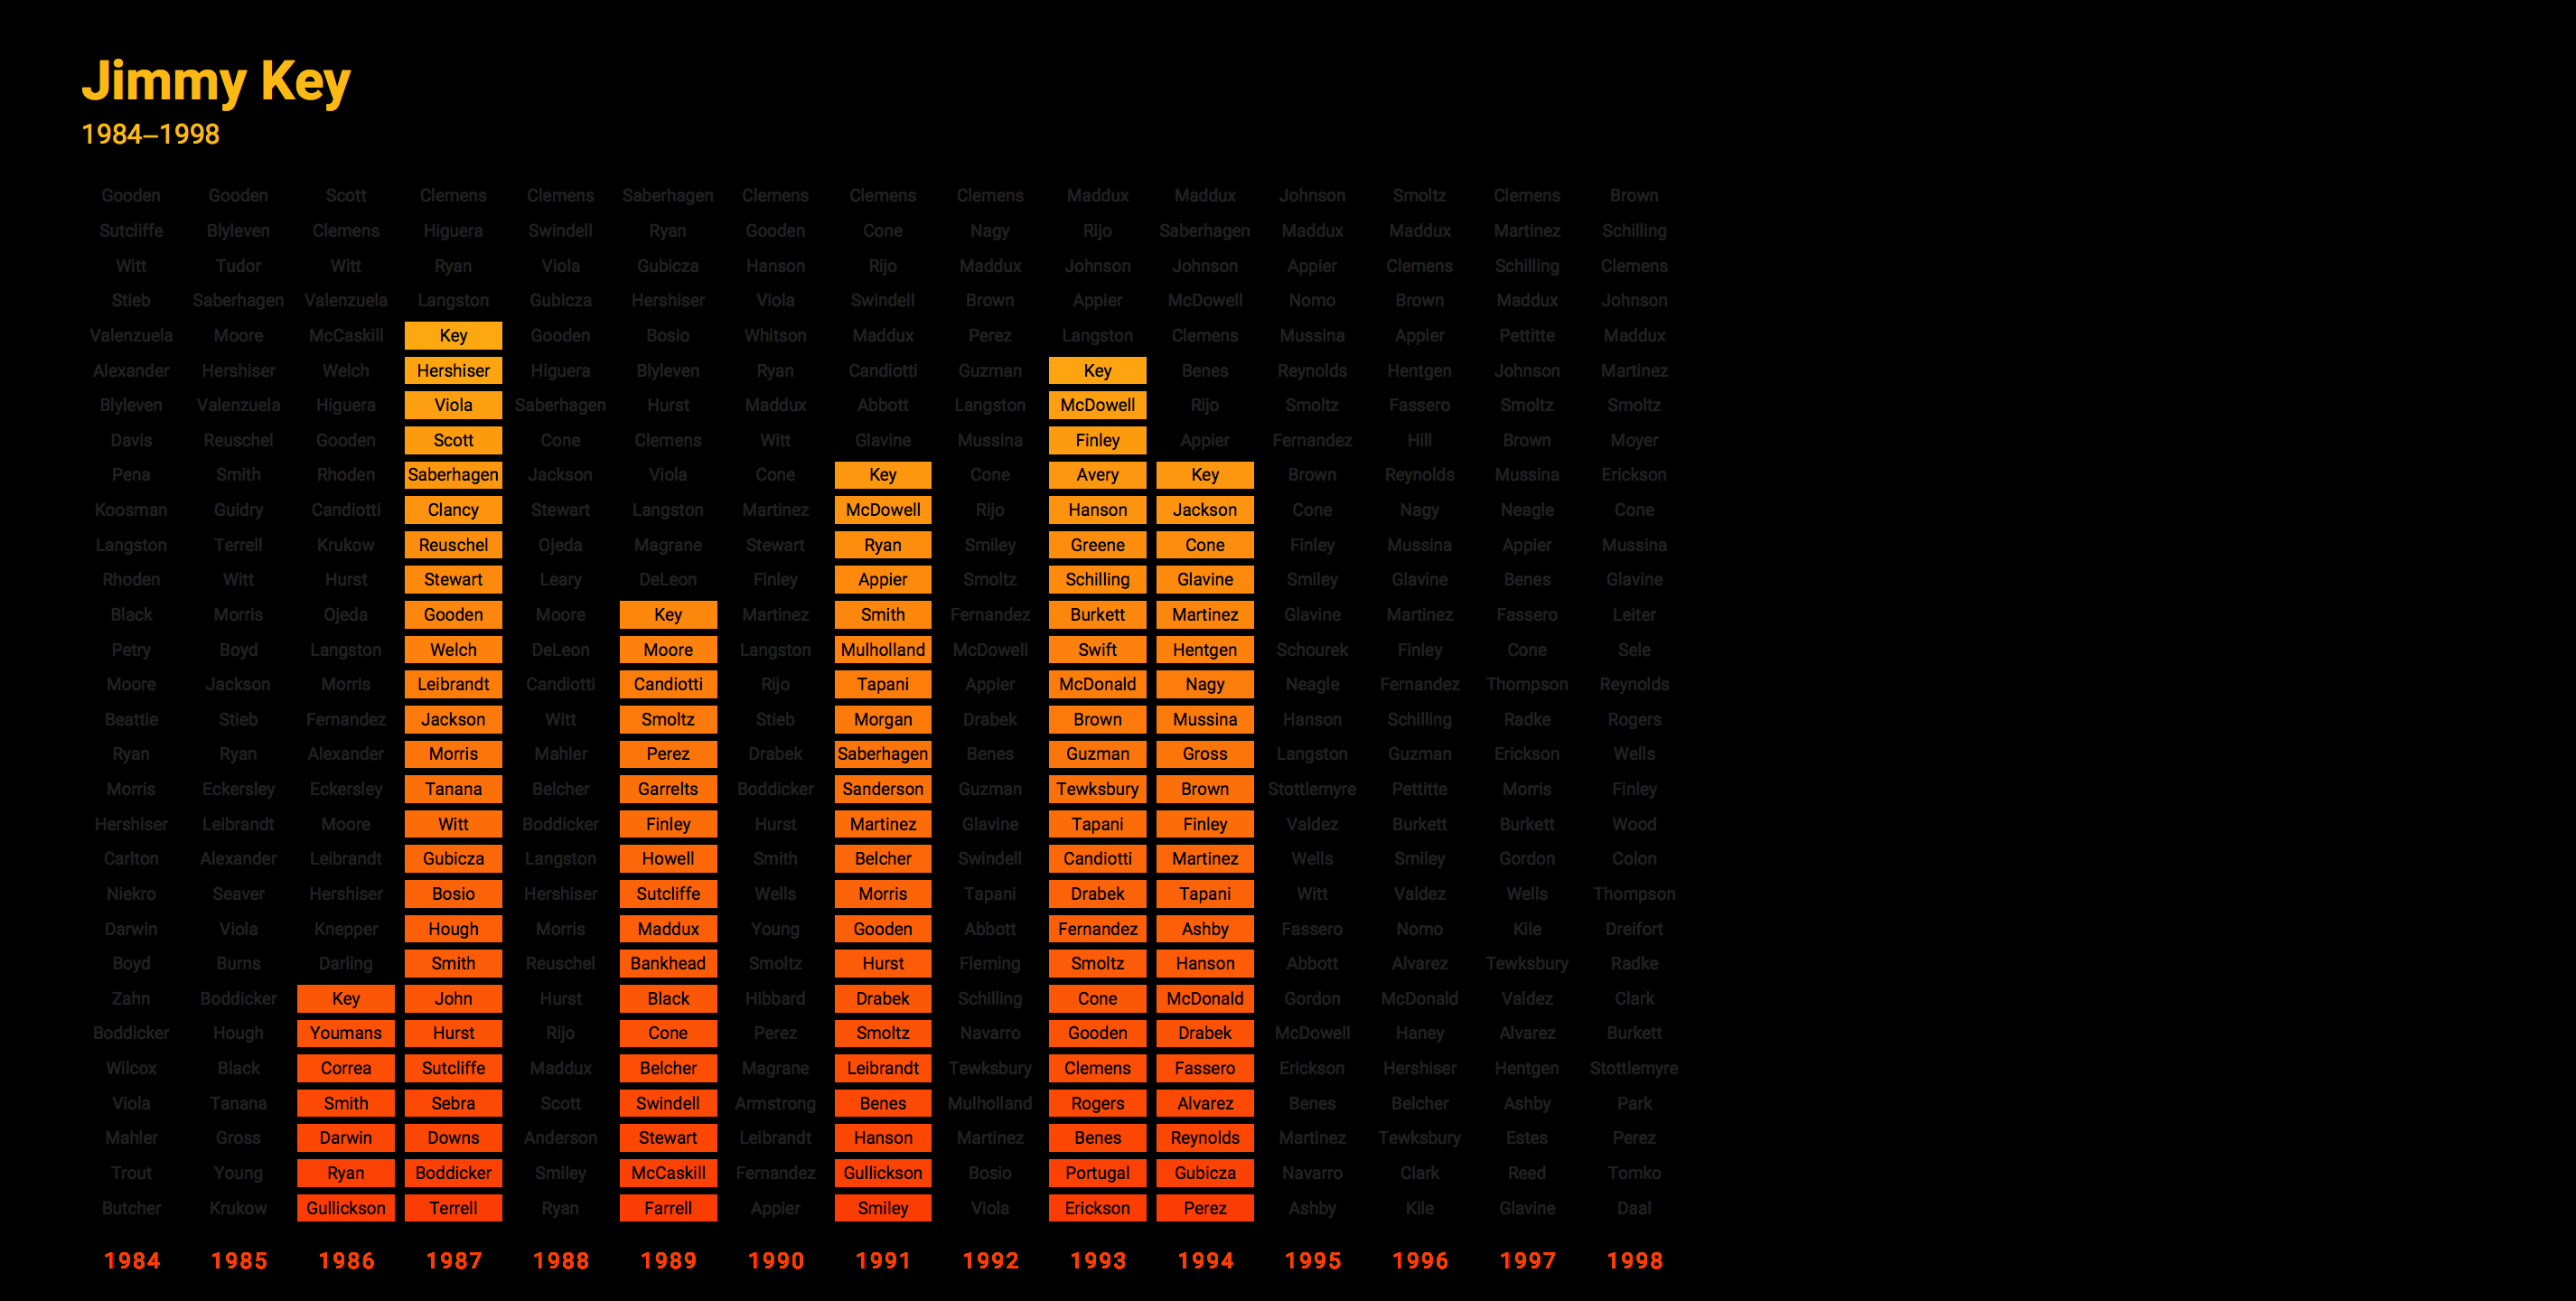 Jimmy Key
1984–1998
Gooden Gooden Scott Clemens Clemens Saberhagen Clemens Clemens Clemens Maddux Maddux Johnson Smoltz Clemens Brown
Sutcliffe Blyleven Clemens Higuera Swindell Ryan Gooden Cone Nagy Rijo Saberhagen Maddux Maddux Martinez Schilling
Witt Tudor Witt Ryan Viola Gubicza Hanson Rijo Maddux Johnson Johnson Appier Clemens Schilling Clemens
Stieb Saberhagen Valenzuela Langston Gubicza Hershiser Viola Swindell Brown Appier McDowell Nomo Brown Maddux Johnson
Valenzuela Moore McCaskill Key Gooden Bosio Whitson Maddux Perez Langston Clemens Mussina Appier Pettitte Maddux
Alexander Hershiser Welch Hershiser Higuera Blyleven Ryan Candiotti Guzman Key Benes Reynolds Hentgen Johnson Martinez
Blyleven Valenzuela Higuera Viola Saberhagen Hurst Maddux Abbott Langston McDowell Rijo Smoltz Fassero Smoltz Smoltz
Davis Reuschel Gooden Scott Cone Clemens Witt Glavine Mussina Finley Appier Fernandez Hill Brown Moyer
Pena Smith Rhoden Saberhagen Jackson Viola Cone Key Cone Avery Key Brown Reynolds Mussina Erickson
Koosman Guidry Candiotti Clancy Stewart Langston Martinez McDowell Rijo Hanson Jackson Cone Nagy Neagle Cone
Langston Terrell Krukow Reuschel Ojeda Magrane Stewart Ryan Smiley Greene Cone Finley Mussina Appier Mussina
Rhoden Witt Hurst Stewart Leary DeLeon Finley Appier Smoltz Schilling Glavine Smiley Glavine Benes Glavine
Black Morris Ojeda Gooden Moore Key Martinez Smith Fernandez Burkett Martinez Glavine Martinez Fassero Leiter
Petry Boyd Langston Welch DeLeon Moore Langston Mulholland McDowell Swift Hentgen Schourek Finley Cone Sele
Moore Jackson Morris Leibrandt Candiotti Candiotti Rijo Tapani Appier McDonald Nagy Neagle Fernandez Thompson Reynolds
Beattie Stieb Fernandez Jackson Witt Smoltz Stieb Morgan Drabek Brown Mussina Hanson Schilling Radke Rogers
Ryan Ryan Alexander Morris Mahler Perez Drabek Saberhagen Benes Guzman Gross Langston Guzman Erickson Wells
Morris Eckersley Eckersley Tanana Belcher Garrelts Boddicker Sanderson Guzman Tewksbury Brown Stottlemyre Pettitte Morris Finley
Hershiser Leibrandt Moore Witt Boddicker Finley Hurst Martinez Glavine Tapani Finley Valdez Burkett Burkett Wood
Carlton Alexander Leibrandt Gubicza Langston Howell Smith Belcher Swindell Candiotti Martinez Wells Smiley Gordon Colon
Niekro Seaver Hershiser Bosio Hershiser Sutcliffe Wells Morris Tapani Drabek Tapani Witt Valdez Wells Thompson
Darwin Viola Knepper Hough Morris Maddux Young Gooden Abbott Fernandez Ashby Fassero Nomo Kile Dreifort
Boyd Burns Darling Smith Reuschel Bankhead Smoltz Hurst Fleming Smoltz Hanson Abbott Alvarez Tewksbury Radke
Zahn Boddicker Key John Hurst Black Hibbard Drabek Schilling Cone McDonald Gordon McDonald Valdez Clark
Boddicker Hough Youmans Hurst Rijo Cone Perez Smoltz Navarro Gooden Drabek McDowell Haney Alvarez Burkett
Wilcox Black Correa Sutcliffe Maddux Belcher Magrane Leibrandt Tewksbury Clemens Fassero Erickson Hershiser Hentgen Stottlemyre
Viola Tanana Smith Sebra Scott Swindell Armstrong Benes Mulholland Rogers Alvarez Benes Belcher Ashby Park
Mahler Gross Darwin Downs Anderson Stewart Leibrandt Hanson Martinez Benes Reynolds Martinez Tewksbury Estes Perez
Trout Young Ryan Boddicker Smiley McCaskill Fernandez Gullickson Bosio Portugal Gubicza Navarro Clark Reed Tomko
Butcher Krukow Gullickson Terrell Ryan Farrell Appier Smiley Viola Erickson Perez Ashby Kile Glavine Daal
1984 1985 1986 1987 1988 1989 1990 1991 1992 1993 1994 1995 1996 1997 1998